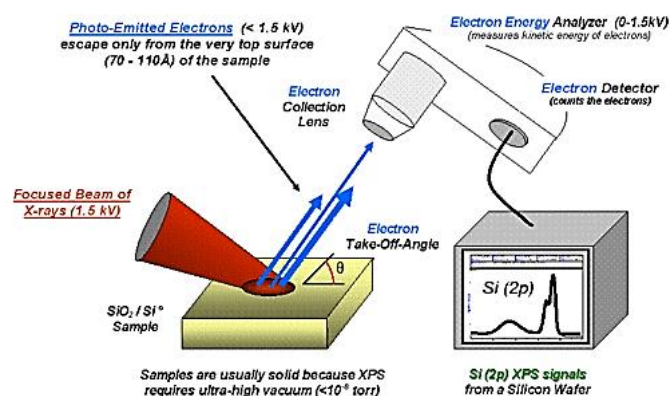 Photo-Emitted Electrons (< 1.5 kV)
escape only from the very top surface
(70 - 110Å) of the sample
Electron Energy Analyzer (0-1.5kV)
(measures kinetic energy of electrons)
Electron Detector
(counts the electrons)
Electron
Collection
Lens
Focused Beam of
X-rays (1.5 kV)
Electron
Take-Off-Angle
θ
SiO₂ / Si°
Sample
Si (2p)
Samples are usually solid because XPS
requires ultra-high vacuum (<10⁻⁸ torr)
Si (2p) XPS signals
from a Silicon Wafer